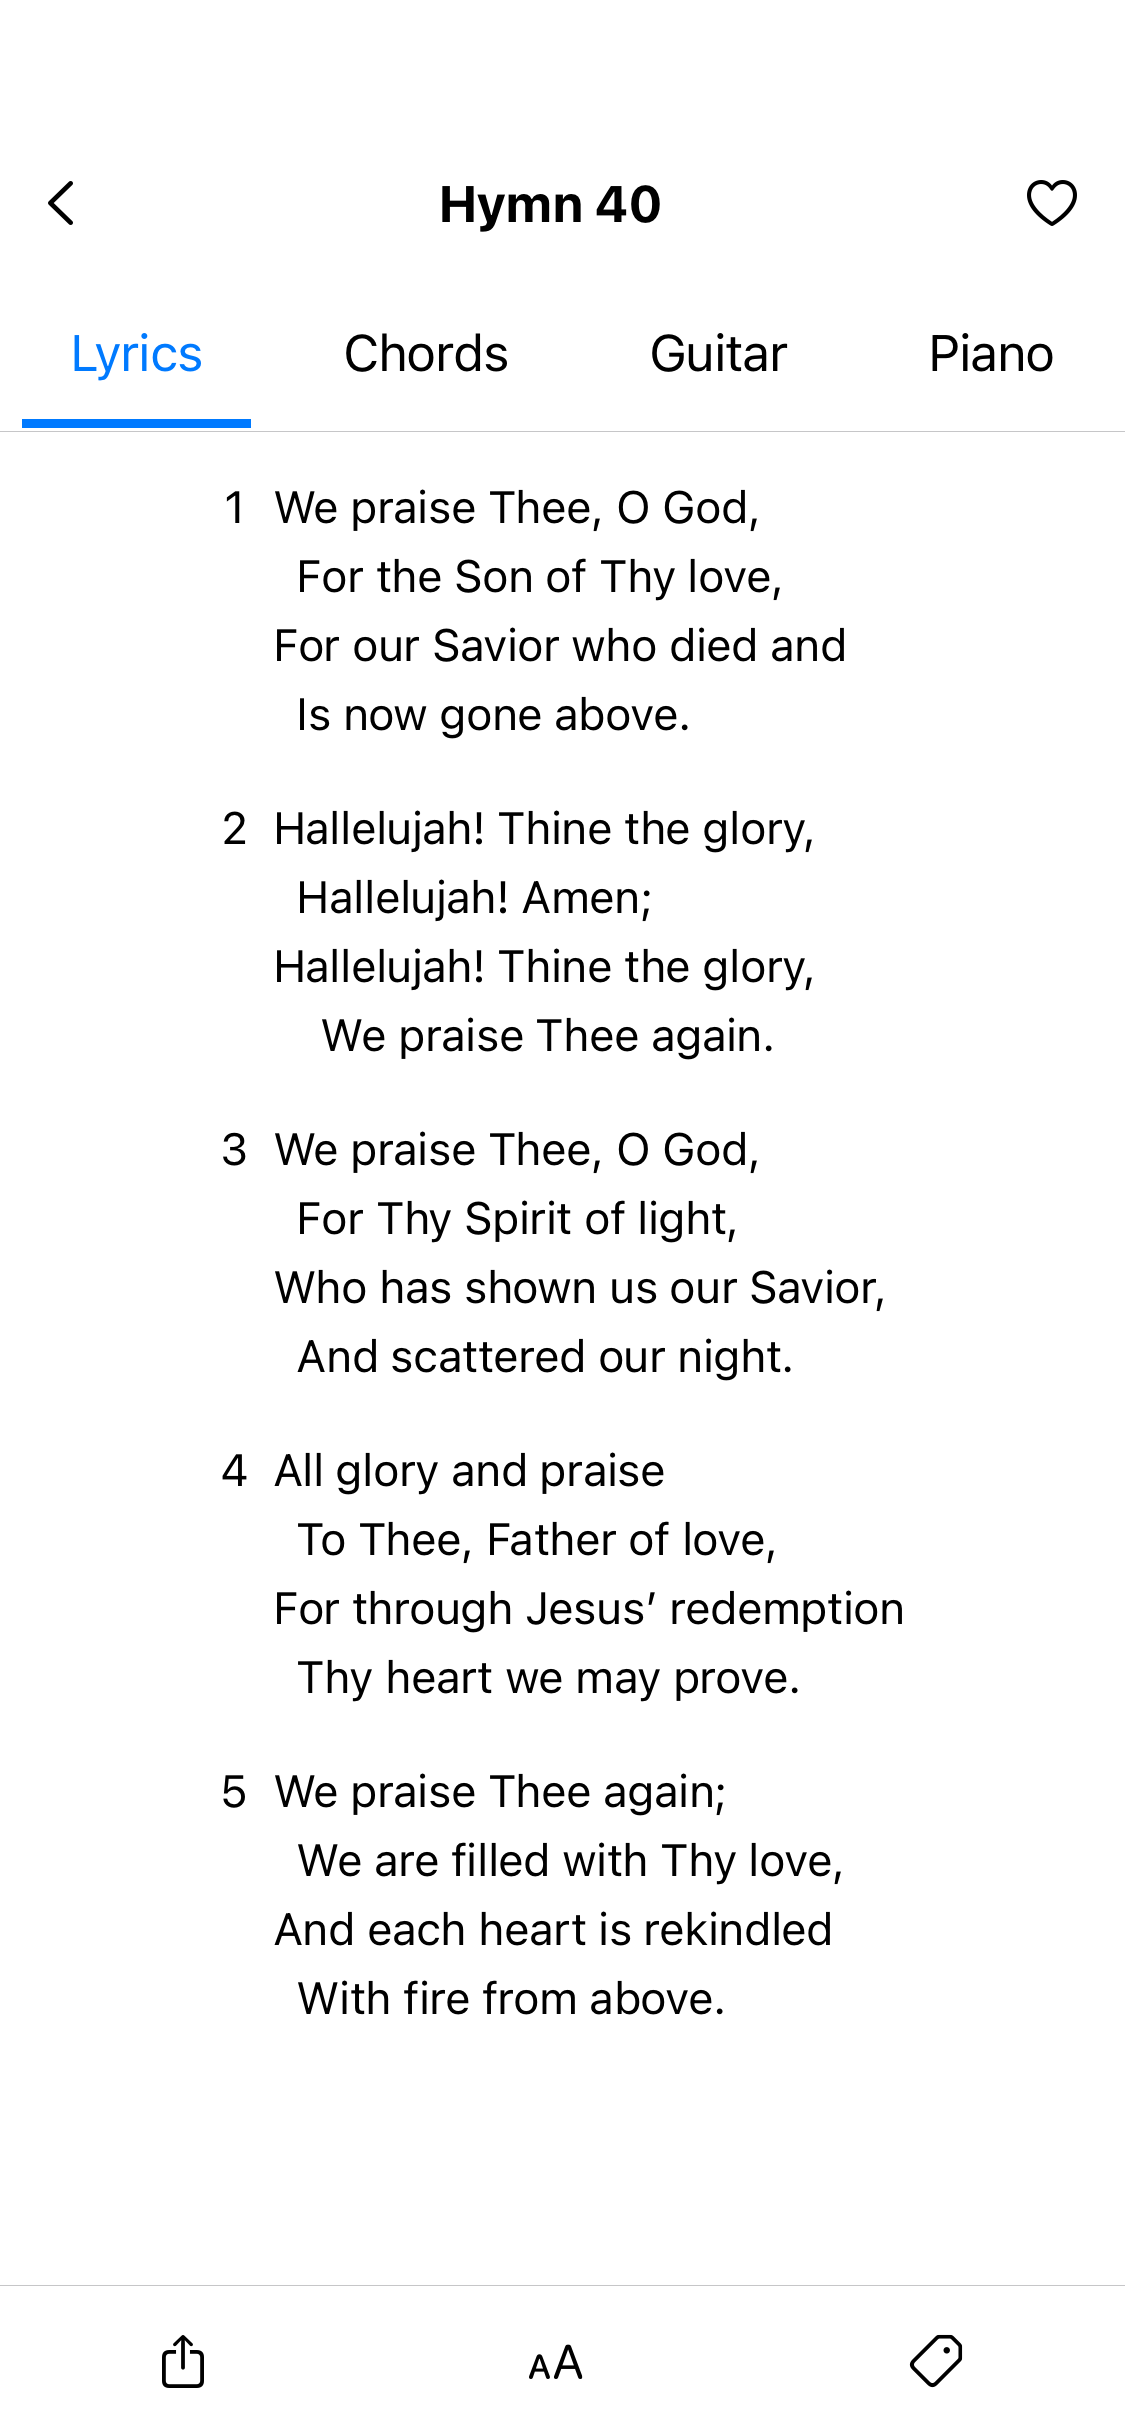 Hymn 40
Lyrics Chords Guitar Piano
1 We praise Thee, O God,
For the Son of Thy love,
For our Savior who died and
Is now gone above.
2 Hallelujah! Thine the glory,
Hallelujah! Amen;
Hallelujah! Thine the glory,
We praise Thee again.
3 We praise Thee, O God,
For Thy Spirit of light,
Who has shown us our Savior,
And scattered our night.
4 All glory and praise
To Thee, Father of love,
For through Jesus’ redemption
Thy heart we may prove.
5 We praise Thee again;
We are filled with Thy love,
And each heart is rekindled
With fire from above.
AA